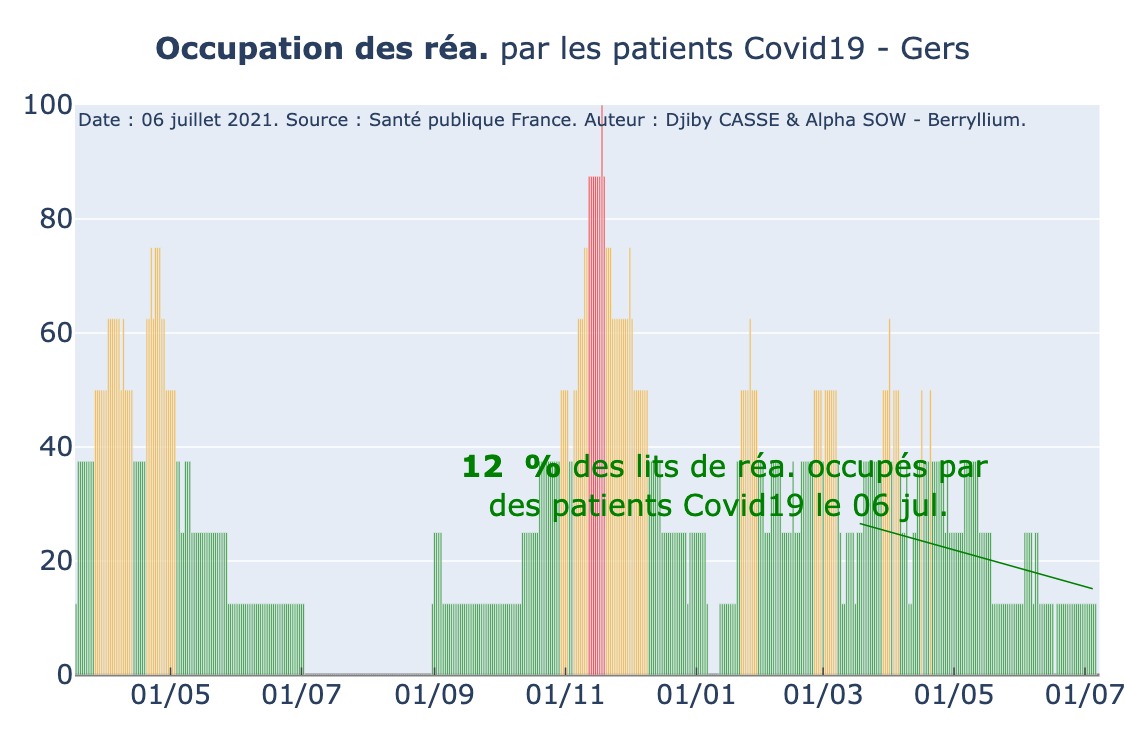 Occupation des réa. par les patients Covid19 - Gers
100
Date : 06 juillet 2021. Source : Santé publique France. Auteur : Djiby CASSE & Alpha SOW - Berryllium.
80
60
40
12 % des lits de réa. occupés par
des patients Covid19 le 06 jul.
20
0
01/05 01/07 01/09 01/11 01/01 01/03 01/05 01/07